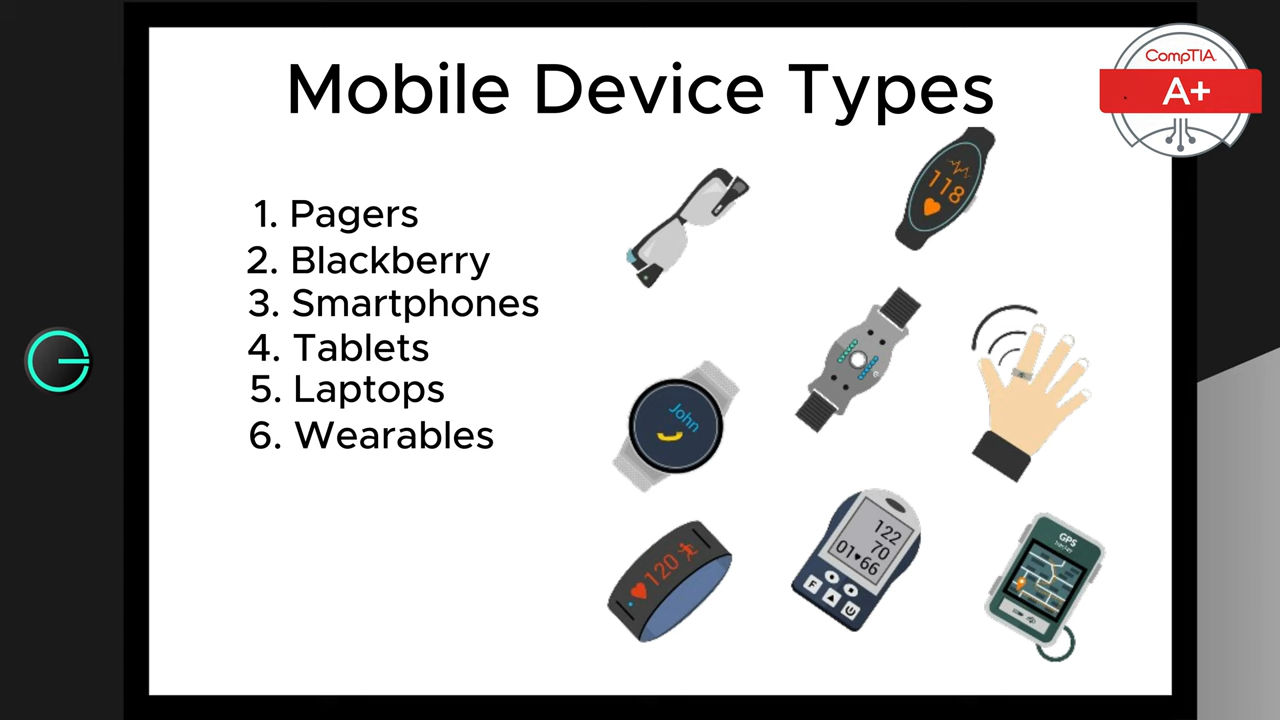 Mobile Device Types
CompTIA
A+
1. Pagers
2. Blackberry
3. Smartphones
4. Tablets
5. Laptops
6. Wearables
118
John
120
122
70
01♥66
F
GPS